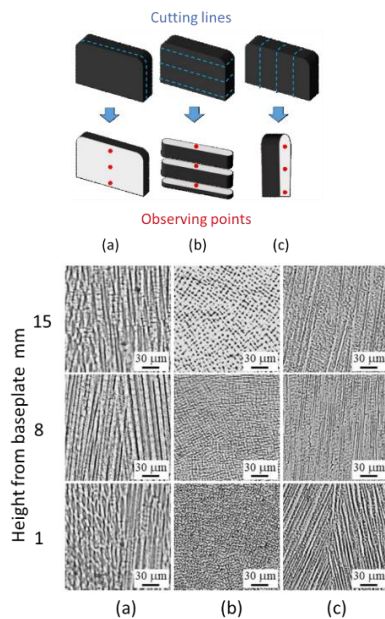 Cutting lines
Observing points
(a) (b) (c)
Height from baseplate mm
15
30 μm 30 μm 30 μm
8
30 μm 30 μm 30 μm
1
30 μm 30 μm 30 μm
(a) (b) (c)